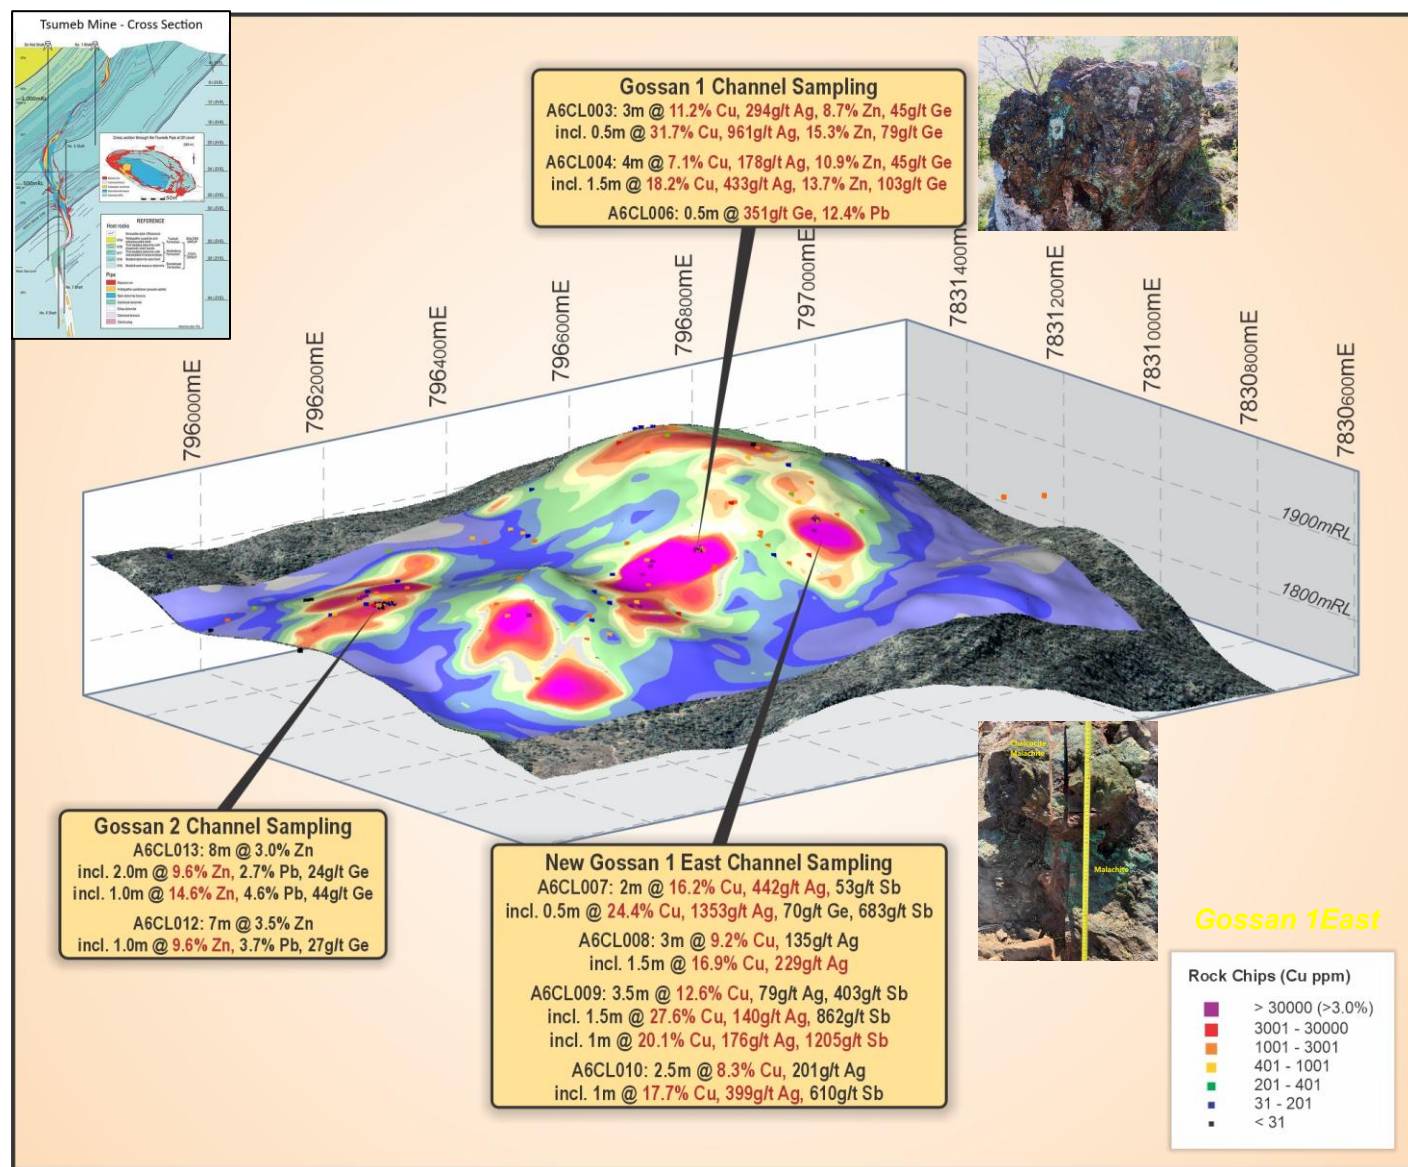 Tsumeb Mine - Cross Section
REFERENCE
Host rocks
Pipe
Gossan 1 Channel Sampling
A6CL003: 3m @ 11.2% Cu, 294g/t Ag, 8.7% Zn, 45g/t Ge
incl. 0.5m @ 31.7% Cu, 961g/t Ag, 15.3% Zn, 79g/t Ge
A6CL004: 4m @ 7.1% Cu, 178g/t Ag, 10.9% Zn, 45g/t Ge
incl. 1.5m @ 18.2% Cu, 433g/t Ag, 13.7% Zn, 103g/t Ge
A6CL006: 0.5m @ 351g/t Ge, 12.4% Pb
796000mE
796200mE
796400mE
796600mE
796800mE
797000mE
7831400mE
7831200mE
7831000mE
7830800mE
7830600mE
1900mRL
1800mRL
Gossan 2 Channel Sampling
A6CL013: 8m @ 3.0% Zn
incl. 2.0m @ 9.6% Zn, 2.7% Pb, 24g/t Ge
incl. 1.0m @ 14.6% Zn, 4.6% Pb, 44g/t Ge
A6CL012: 7m @ 3.5% Zn
incl. 1.0m @ 9.6% Zn, 3.7% Pb, 27g/t Ge
New Gossan 1 East Channel Sampling
A6CL007: 2m @ 16.2% Cu, 442g/t Ag, 53g/t Sb
incl. 0.5m @ 24.4% Cu, 1353g/t Ag, 70g/t Ge, 683g/t Sb
A6CL008: 3m @ 9.2% Cu, 135g/t Ag
incl. 1.5m @ 16.9% Cu, 229g/t Ag
A6CL009: 3.5m @ 12.6% Cu, 79g/t Ag, 403g/t Sb
incl. 1.5m @ 27.6% Cu, 140g/t Ag, 862g/t Sb
incl. 1m @ 20.1% Cu, 176g/t Ag, 1205g/t Sb
A6CL010: 2.5m @ 8.3% Cu, 201g/t Ag
incl. 1m @ 17.7% Cu, 399g/t Ag, 610g/t Sb
Chalcocite
Malachite
Malachite
Gossan 1East
Rock Chips (Cu ppm)
> 30000 (>3.0%)
3001 - 30000
1001 - 3001
401 - 1001
201 - 401
31 - 201
< 31